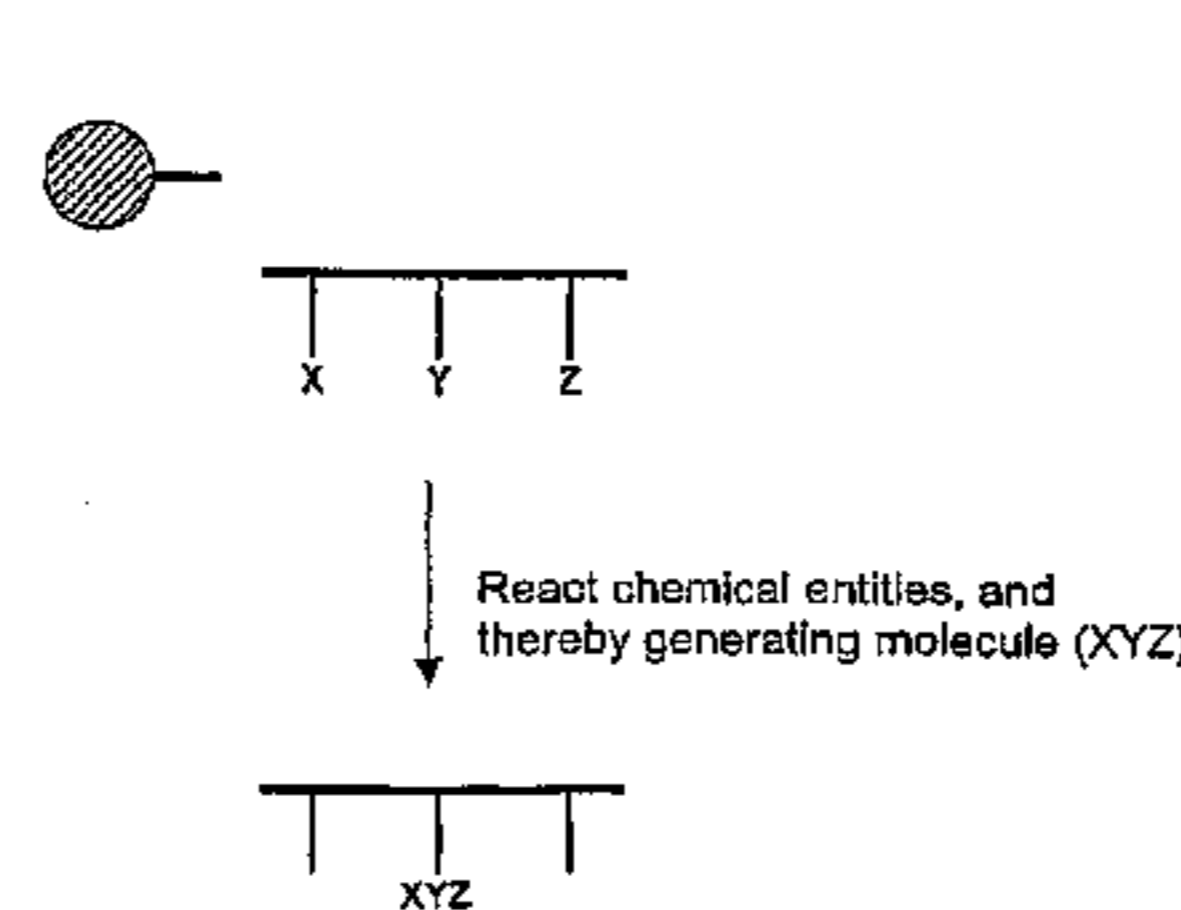 X Y Z
React chemical entities, and
thereby generating molecule (XYZ)
XYZ